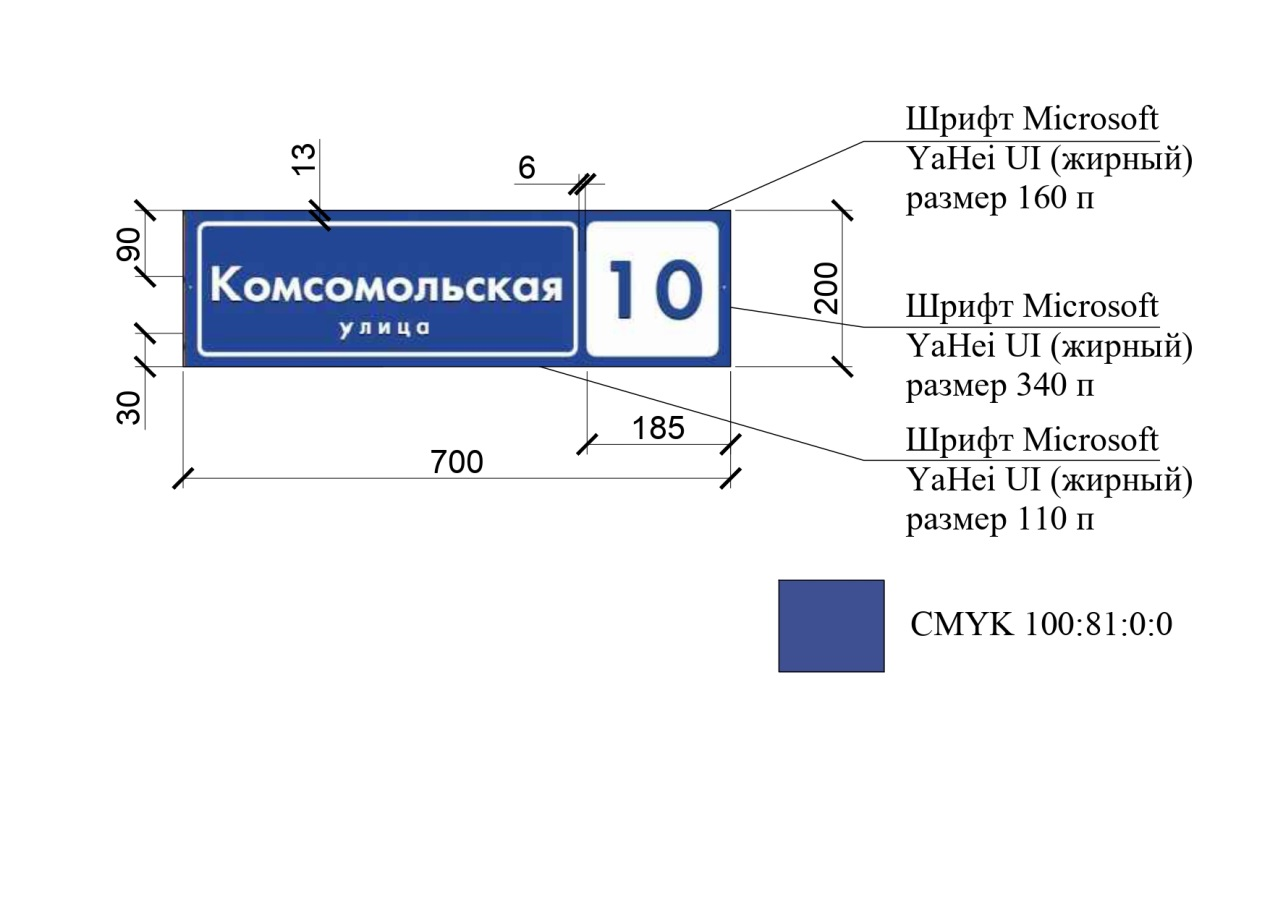 13
6
Шрифт Microsoft
YaHei UI (жирный)
размер 160 п
90
Комсомольская
улица
10
200
Шрифт Microsoft
YaHei UI (жирный)
размер 340 п
30
185
700
Шрифт Microsoft
YaHei UI (жирный)
размер 110 п
CMYK 100:81:0:0